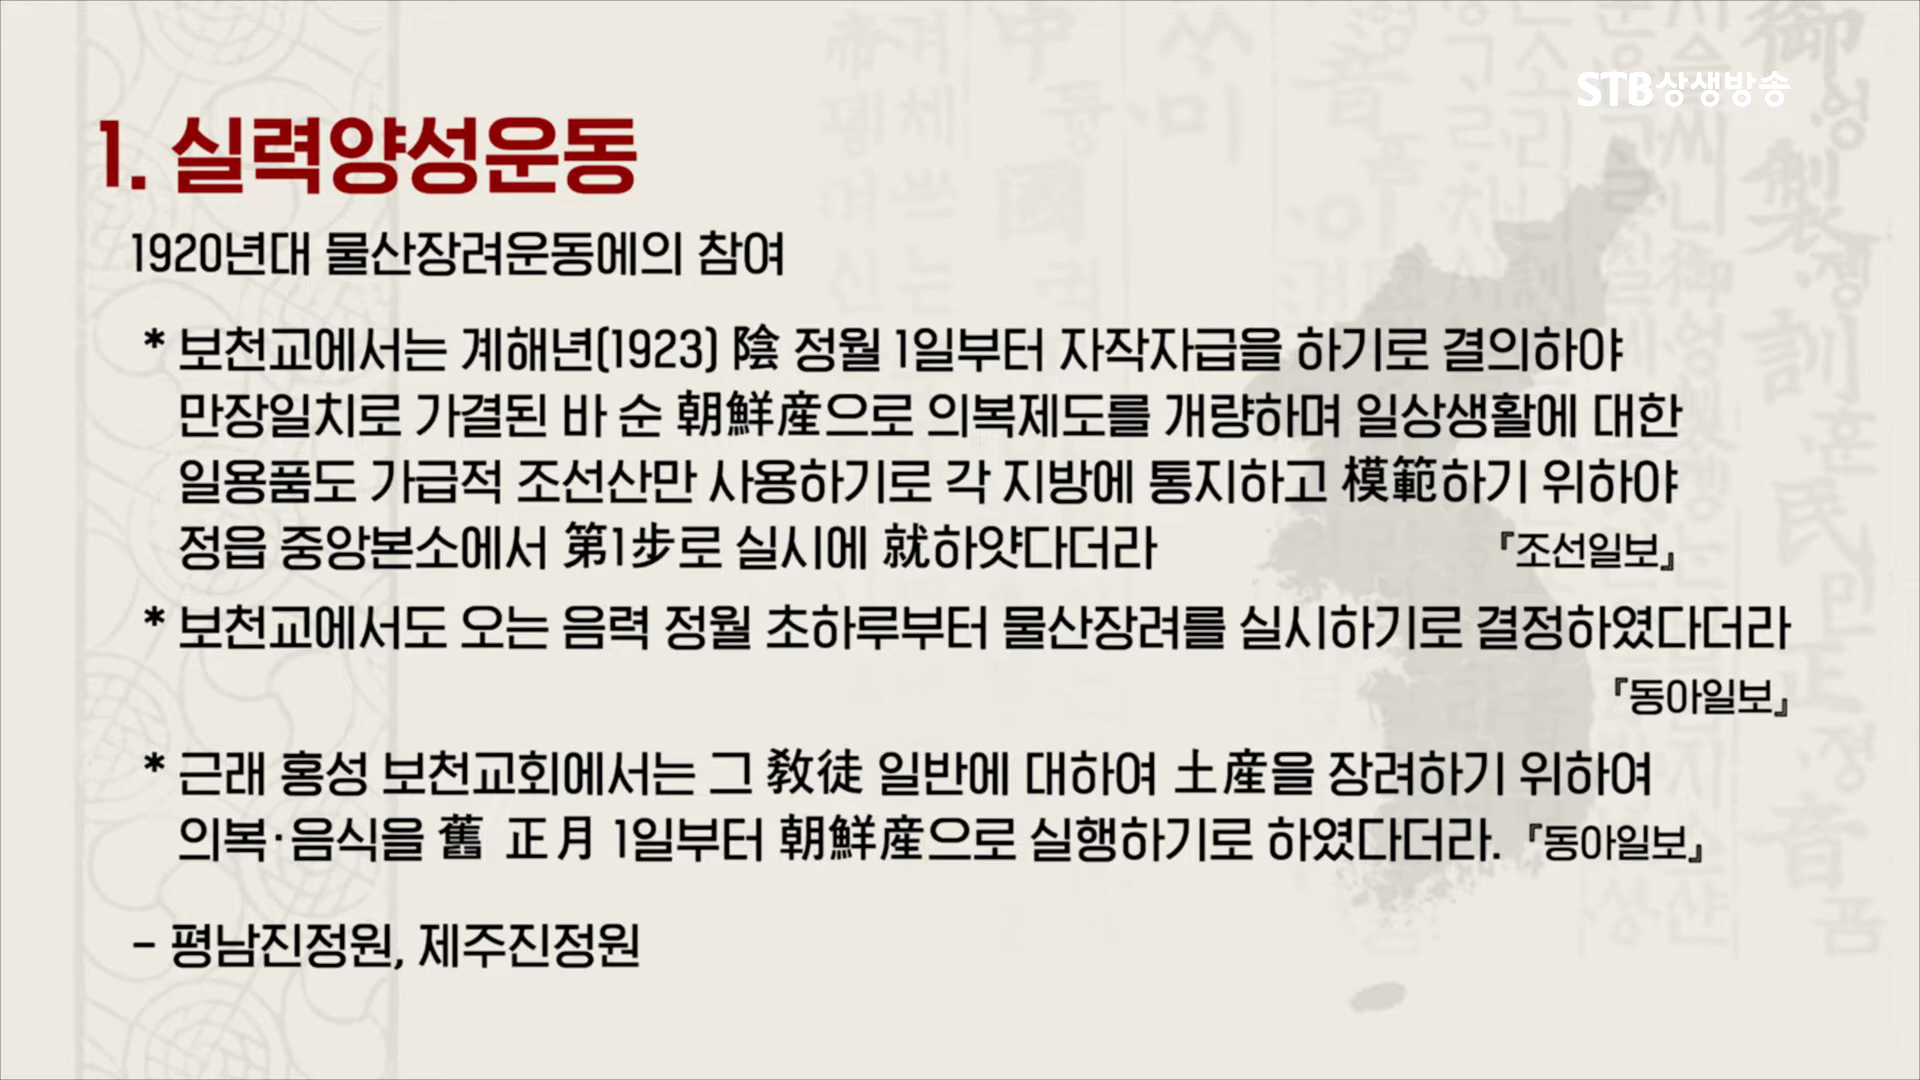 STB상생방송
1. 실력양성운동
1920년대 물산장려운동에의 참여
* 보천교에서는 계해년(1923) 陰 정월 1일부터 자작자급을 하기로 결의하야
만장일치로 가결된 바 순 朝鮮産으로 의복제도를 개량하며 일상생활에 대한
일용품도 가급적 조선산만 사용하기로 각 지방에 통지하고 模範하기 위하야
정읍 중앙본소에서 第1步로 실시에 就하얏다더라 『조선일보』
* 보천교에서도 오는 음력 정월 초하루부터 물산장려를 실시하기로 결정하였다더라
『동아일보』
* 근래 홍성 보천교회에서는 그 敎徒 일반에 대하여 土産을 장려하기 위하여
의복·음식을 舊 正月 1일부터 朝鮮産으로 실행하기로 하였다더라. 『동아일보』
- 평남진정원, 제주진정원